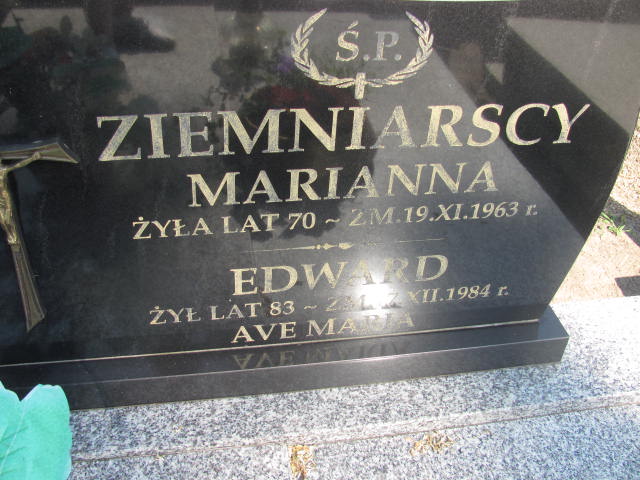 Ś.P.
ZIEMNIARSCY
MARIANNA
ŻYŁA LAT 70 ~ ZM.19.XI.1963 r.
EDWARD
ŻYŁ LAT 83 ~ XII.1984 r.
AVE MARIA